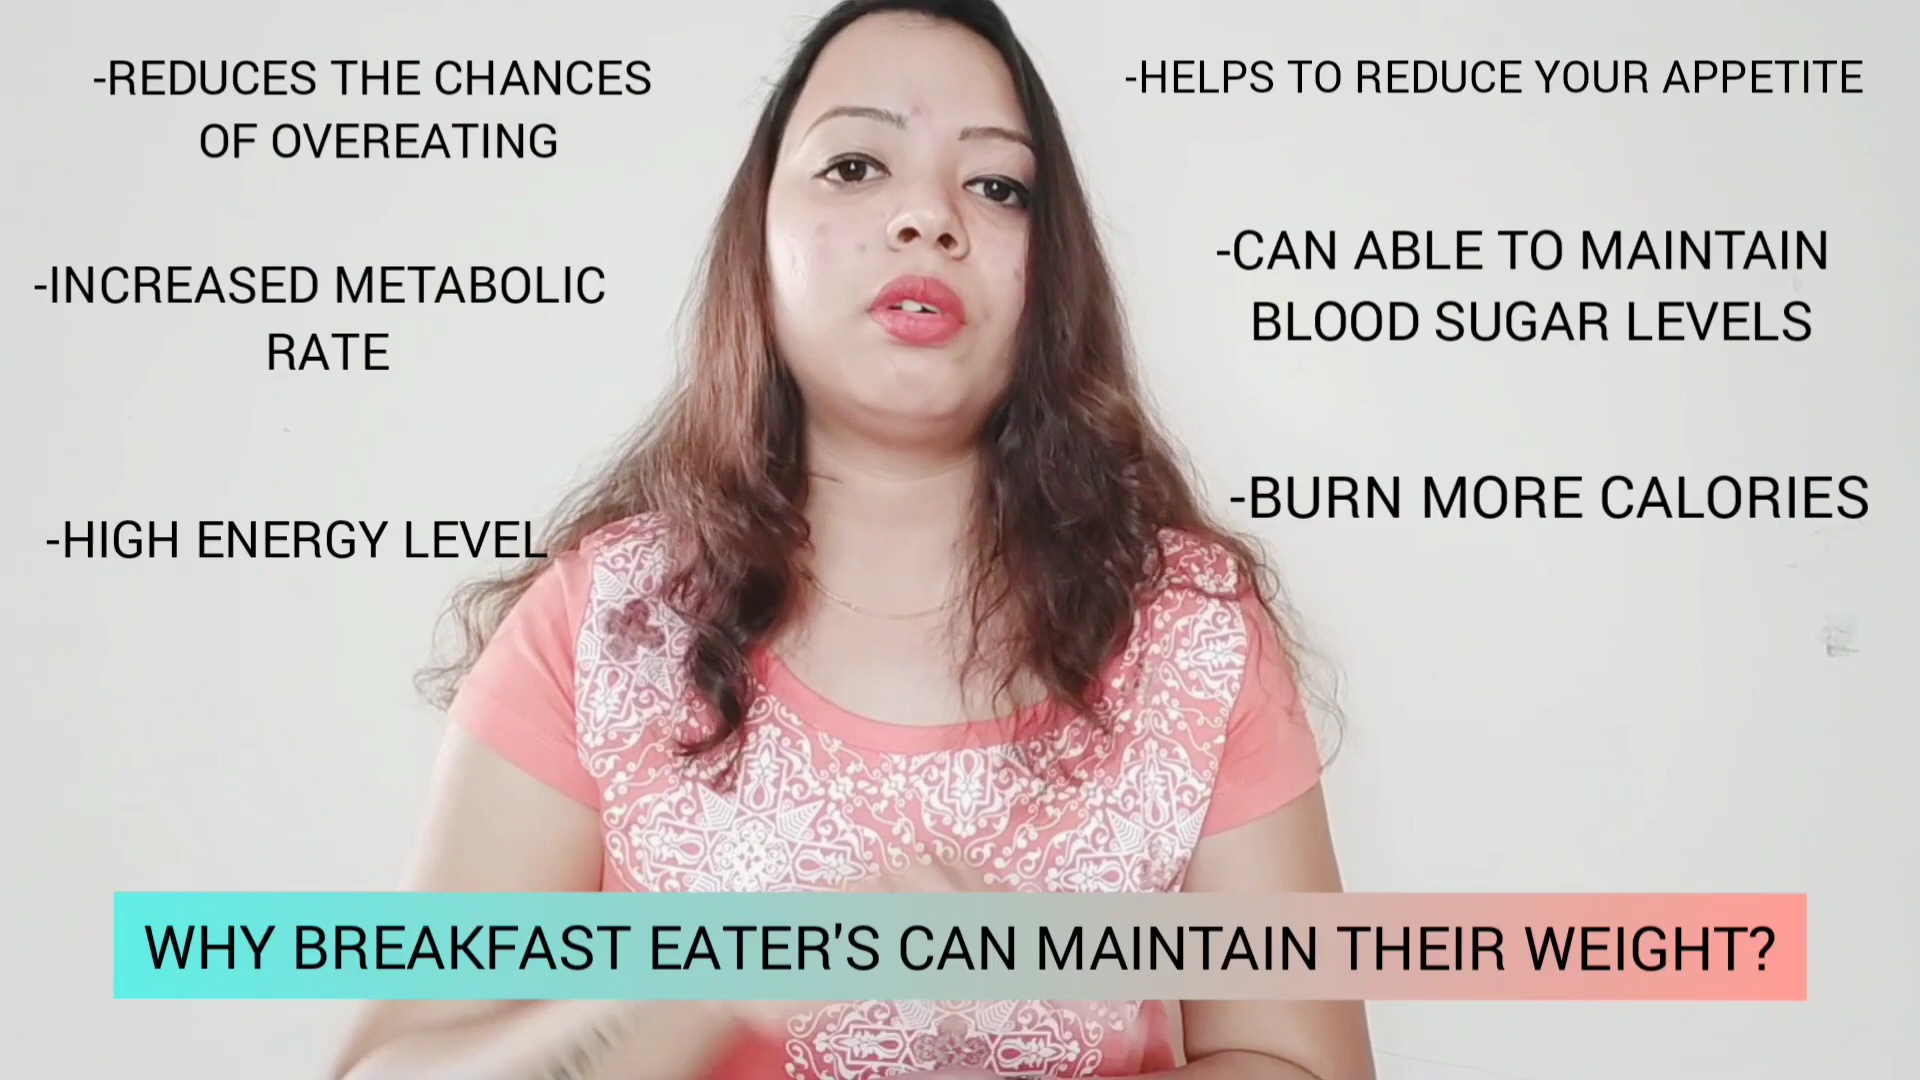 -REDUCES THE CHANCES
OF OVEREATING
-INCREASED METABOLIC
RATE
-HIGH ENERGY LEVEL
-HELPS TO REDUCE YOUR APPETITE
-CAN ABLE TO MAINTAIN
BLOOD SUGAR LEVELS
-BURN MORE CALORIES
WHY BREAKFAST EATER'S CAN MAINTAIN THEIR WEIGHT?